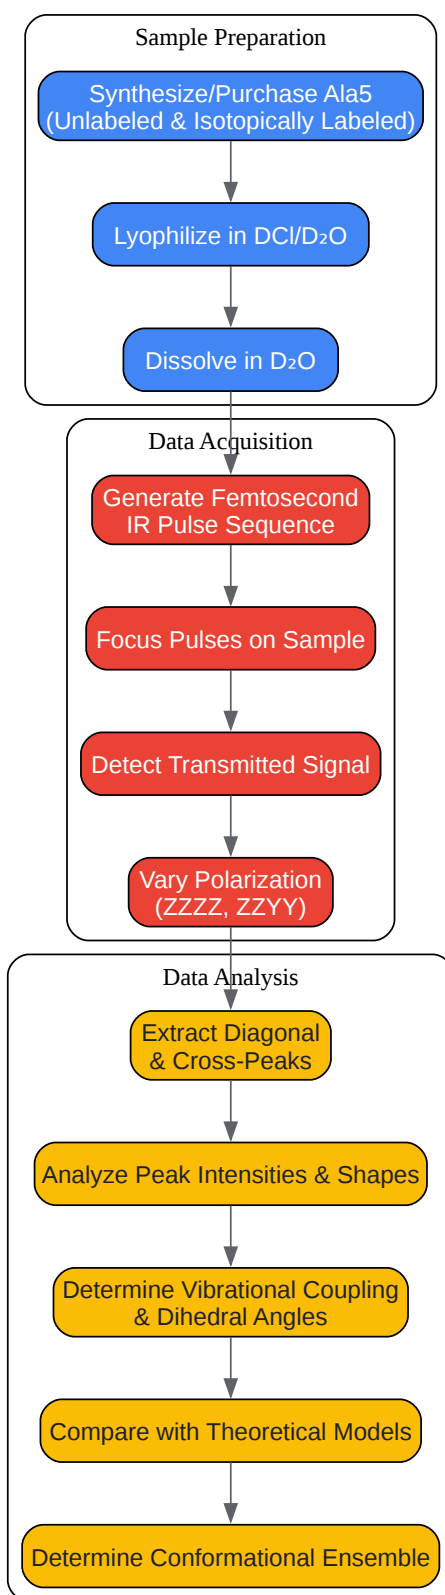 Sample Preparation
Synthesize/Purchase Ala5
(Unlabeled & Isotopically Labeled)
Lyophilize in DCl/D₂O
Dissolve in D₂O
Data Acquisition
Generate Femtosecond
IR Pulse Sequence
Focus Pulses on Sample
Detect Transmitted Signal
Vary Polarization
(ZZZZ, ZZYY)
Data Analysis
Extract Diagonal
& Cross-Peaks
Analyze Peak Intensities & Shapes
Determine Vibrational Coupling
& Dihedral Angles
Compare with Theoretical Models
Determine Conformational Ensemble